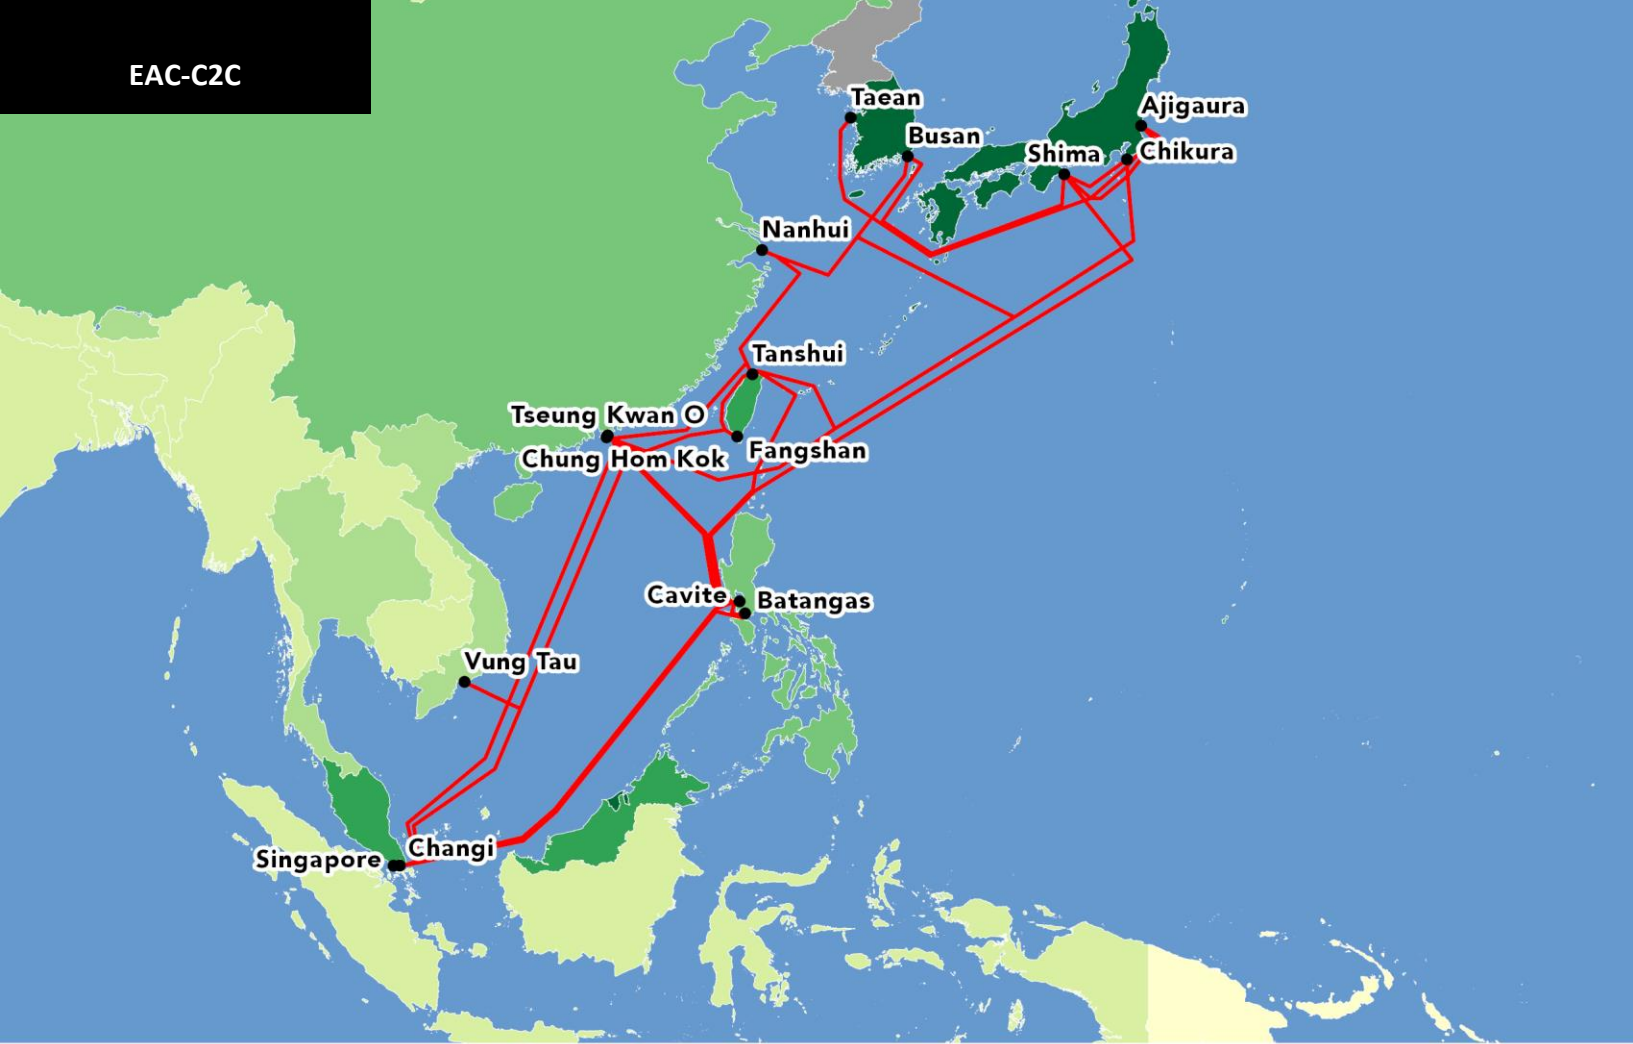 EAC-C2C
Taean
Ajigaura
Busan
Shima
Chikura
Nanhui
Tanshui
Tseung Kwan O
Chung Hom Kok
Fangshan
Cavite
Batangas
Vung Tau
Changi
Singapore